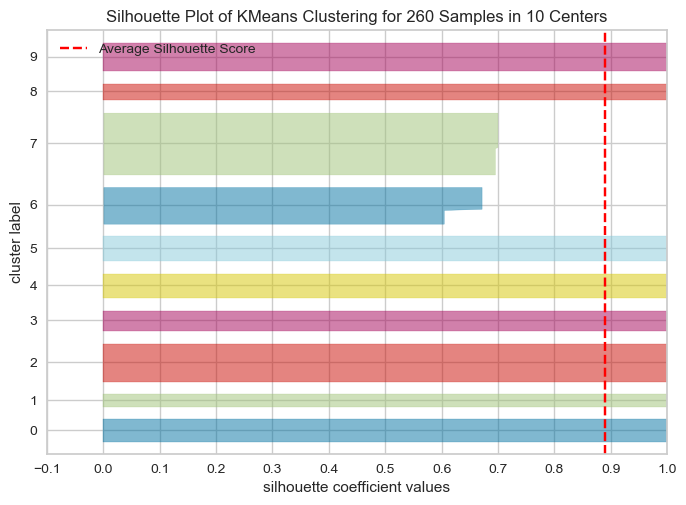 Silhouette Plot of KMeans Clustering for 260 Samples in 10 Centers
Average Silhouette Score
cluster label
9
8
7
6
5
4
3
2
1
0
−0.1 0.0 0.1 0.2 0.3 0.4 0.5 0.6 0.7 0.8 0.9 1.0
silhouette coefficient values